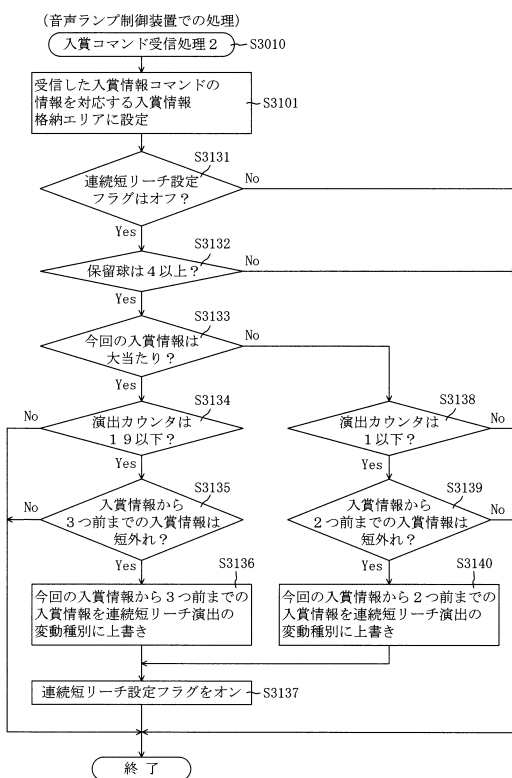 (音声ランプ制御装置での処理)
入賞コマンド受信処理2
S3010
受信した入賞情報コマンドの
情報を対応する入賞情報
格納エリアに設定
S3101
S3131
連続短リーチ設定
フラグはオフ?
No
Yes
S3132
保留球は4以上?
No
Yes
S3133
今回の入賞情報は
大当たり?
No
Yes
S3134
演出カウンタは
19以下?
No
Yes
S3138
演出カウンタは
1以下?
No
Yes
S3135
入賞情報から
3つ前までの入賞情報は
短外れ?
No
Yes
S3139
入賞情報から
2つ前までの入賞情報は
短外れ?
No
Yes
S3136
今回の入賞情報から3つ前までの
入賞情報を連続短リーチ演出の
変動種別に上書き
S3140
今回の入賞情報から2つ前までの
入賞情報を連続短リーチ演出の
変動種別に上書き
連続短リーチ設定フラグをオン
S3137
終了